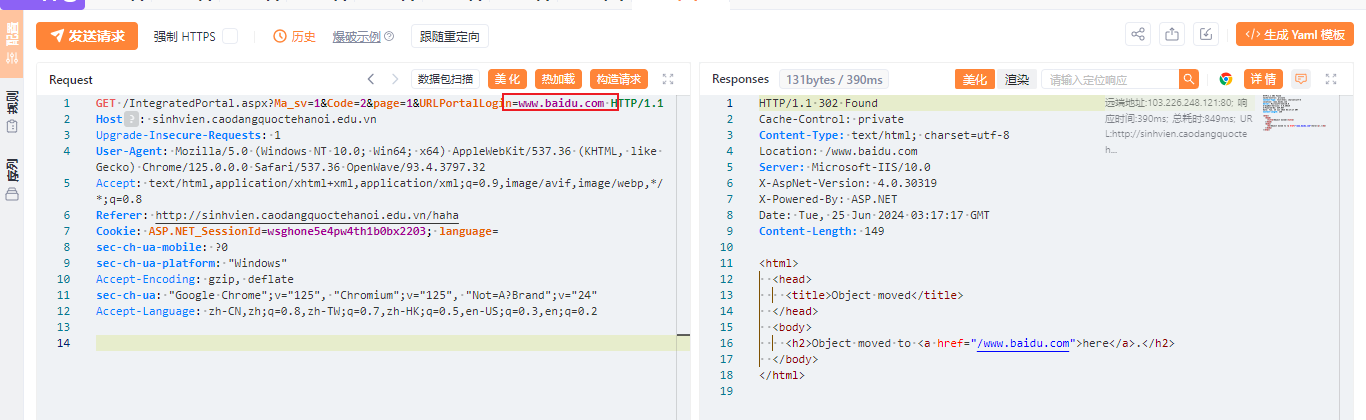 发送请求 强制 HTTPS 历史 爆破示例 跟随重定向 </> 生成 Yaml 模板
规则
序列
Request 数据包扫描 美 化 热加载 构造请求
1 GET /IntegratedPortal.aspx?Ma_sv=1&Code=2&page=1&URLPortalLogin=www.baidu.com HTTP/1.1
2 Host ? : sinhvien.caodangquoctehanoi.edu.vn
3 Upgrade-Insecure-Requests: 1
4 User-Agent: Mozilla/5.0 (Windows NT 10.0; Win64; x64) AppleWebKit/537.36 (KHTML, like
Gecko) Chrome/125.0.0.0 Safari/537.36 OpenWave/93.4.3797.32
5 Accept: text/html,application/xhtml+xml,application/xml;q=0.9,image/avif,image/webp,*/
*;q=0.8
6 Referer: http://sinhvien.caodangquoctehanoi.edu.vn/haha
7 Cookie: ASP.NET_SessionId=wsghone5e4pw4th1b0bx2203; language=
8 sec-ch-ua-mobile: ?0
9 sec-ch-ua-platform: "Windows"
10 Accept-Encoding: gzip, deflate
11 sec-ch-ua: "Google Chrome";v="125", "Chromium";v="125", "Not=A?Brand";v="24"
12 Accept-Language: zh-CN,zh;q=0.8,zh-TW;q=0.7,zh-HK;q=0.5,en-US;q=0.3,en;q=0.2
13
14
Responses 131bytes / 390ms 美化 渲染 请输入定位响应 详 情
1 HTTP/1.1 302 Found
2 Cache-Control: private
3 Content-Type: text/html; charset=utf-8
4 Location: /www.baidu.com
5 Server: Microsoft-IIS/10.0
6 X-AspNet-Version: 4.0.30319
7 X-Powered-By: ASP.NET
8 Date: Tue, 25 Jun 2024 03:17:17 GMT
9 Content-Length: 149
10
11 <html>
12 <head>
13 <title>Object moved</title>
14 </head>
15 <body>
16 <h2>Object moved to <a href="/www.baidu.com">here</a>.</h2>
17 </body>
18 </html>
19
远端地址:103.226.248.121:80; 响
应时间:390ms; 总耗时:849ms; UR
L:http://sinhvien.caodangquocte
h...